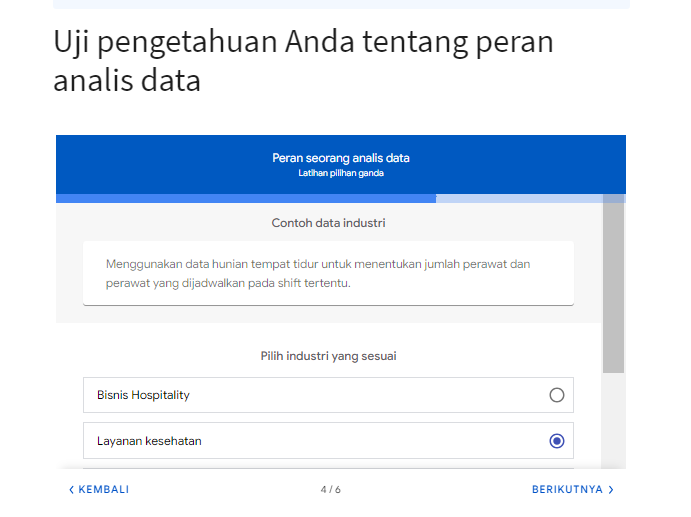 Uji pengetahuan Anda tentang peran
analis data
Peran seorang analis data
Latihan pilihan ganda
Contoh data industri
Menggunakan data hunian tempat tidur untuk menentukan jumlah perawat dan
perawat yang dijadwalkan pada shift tertentu.
Pilih industri yang sesuai
Bisnis Hospitality
Layanan kesehatan
KEMBALI
4 / 6
BERIKUTNYA